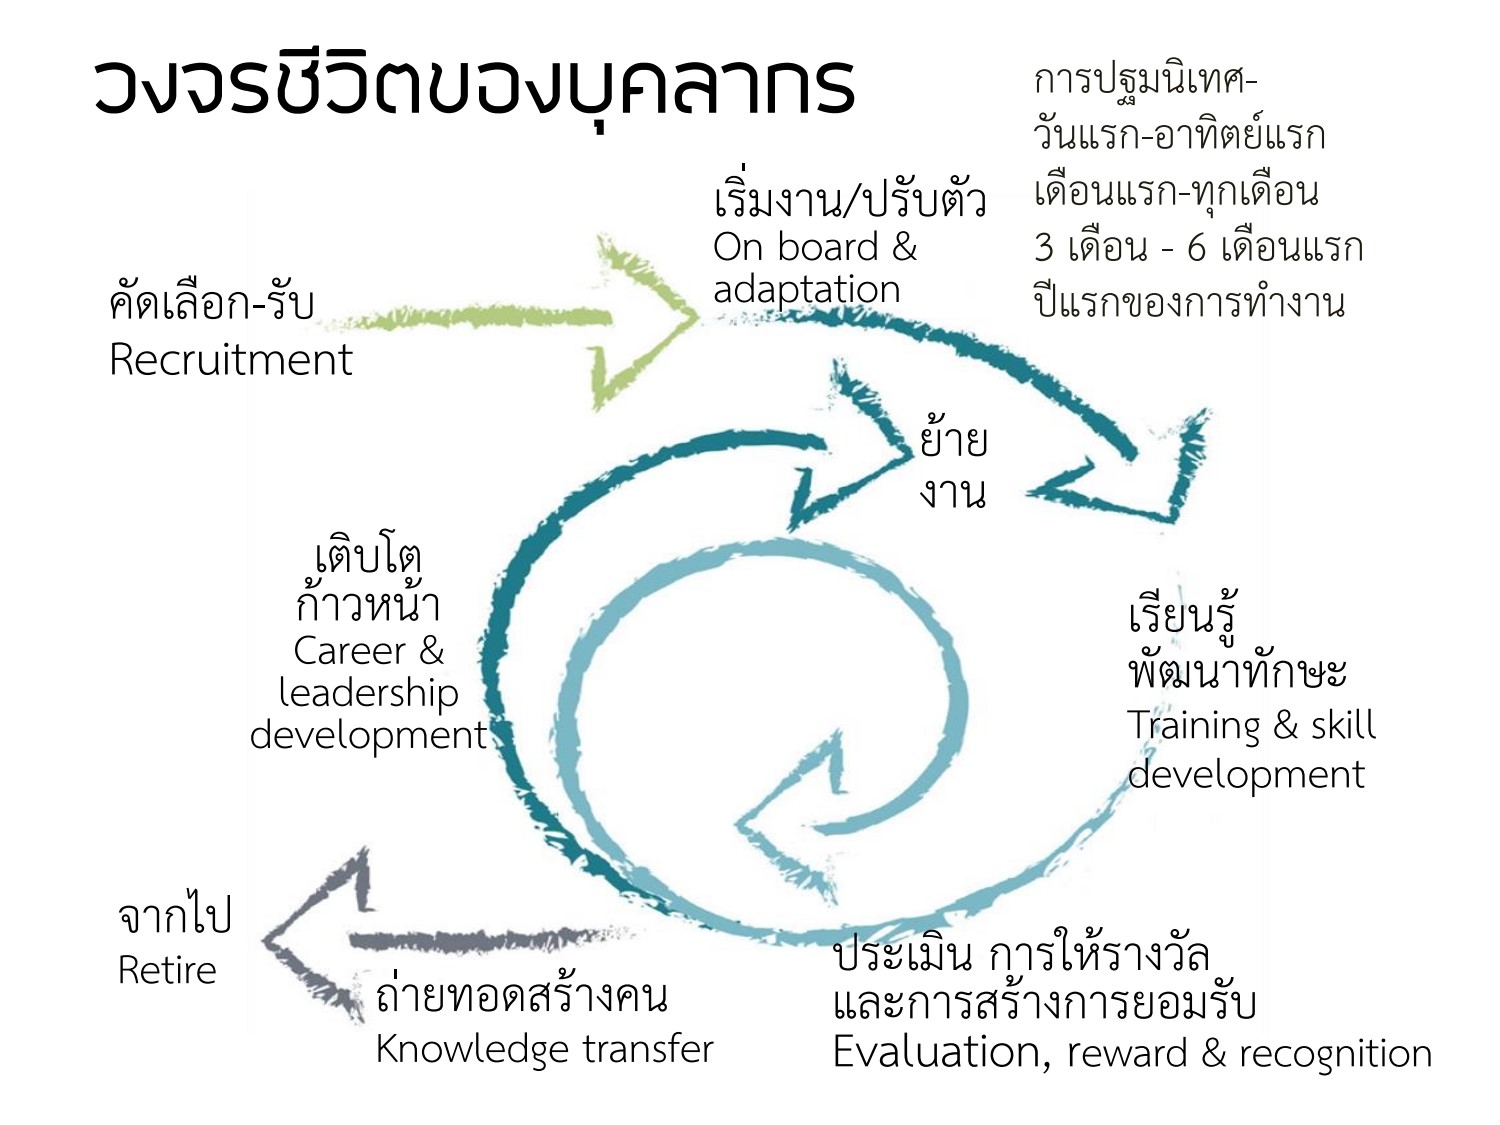 วงจรชีวิตของบุคลากร
การปฐมนิเทศ-
วันแรก-อาทิตย์แรก
เดือนแรก-ทุกเดือน
3 เดือน - 6 เดือนแรก
ปีแรกของการทำงาน
เริ่มงาน/ปรับตัว
On board &
adaptation
คัดเลือก-รับ
Recruitment
ย้าย
งาน
เติบโต
ก้าวหน้า
Career &
leadership
development
เรียนรู้
พัฒนาทักษะ
Training & skill
development
จากไป
Retire
ถ่ายทอดสร้างคน
Knowledge transfer
ประเมิน การให้รางวัล
และการสร้างการยอมรับ
Evaluation, reward & recognition